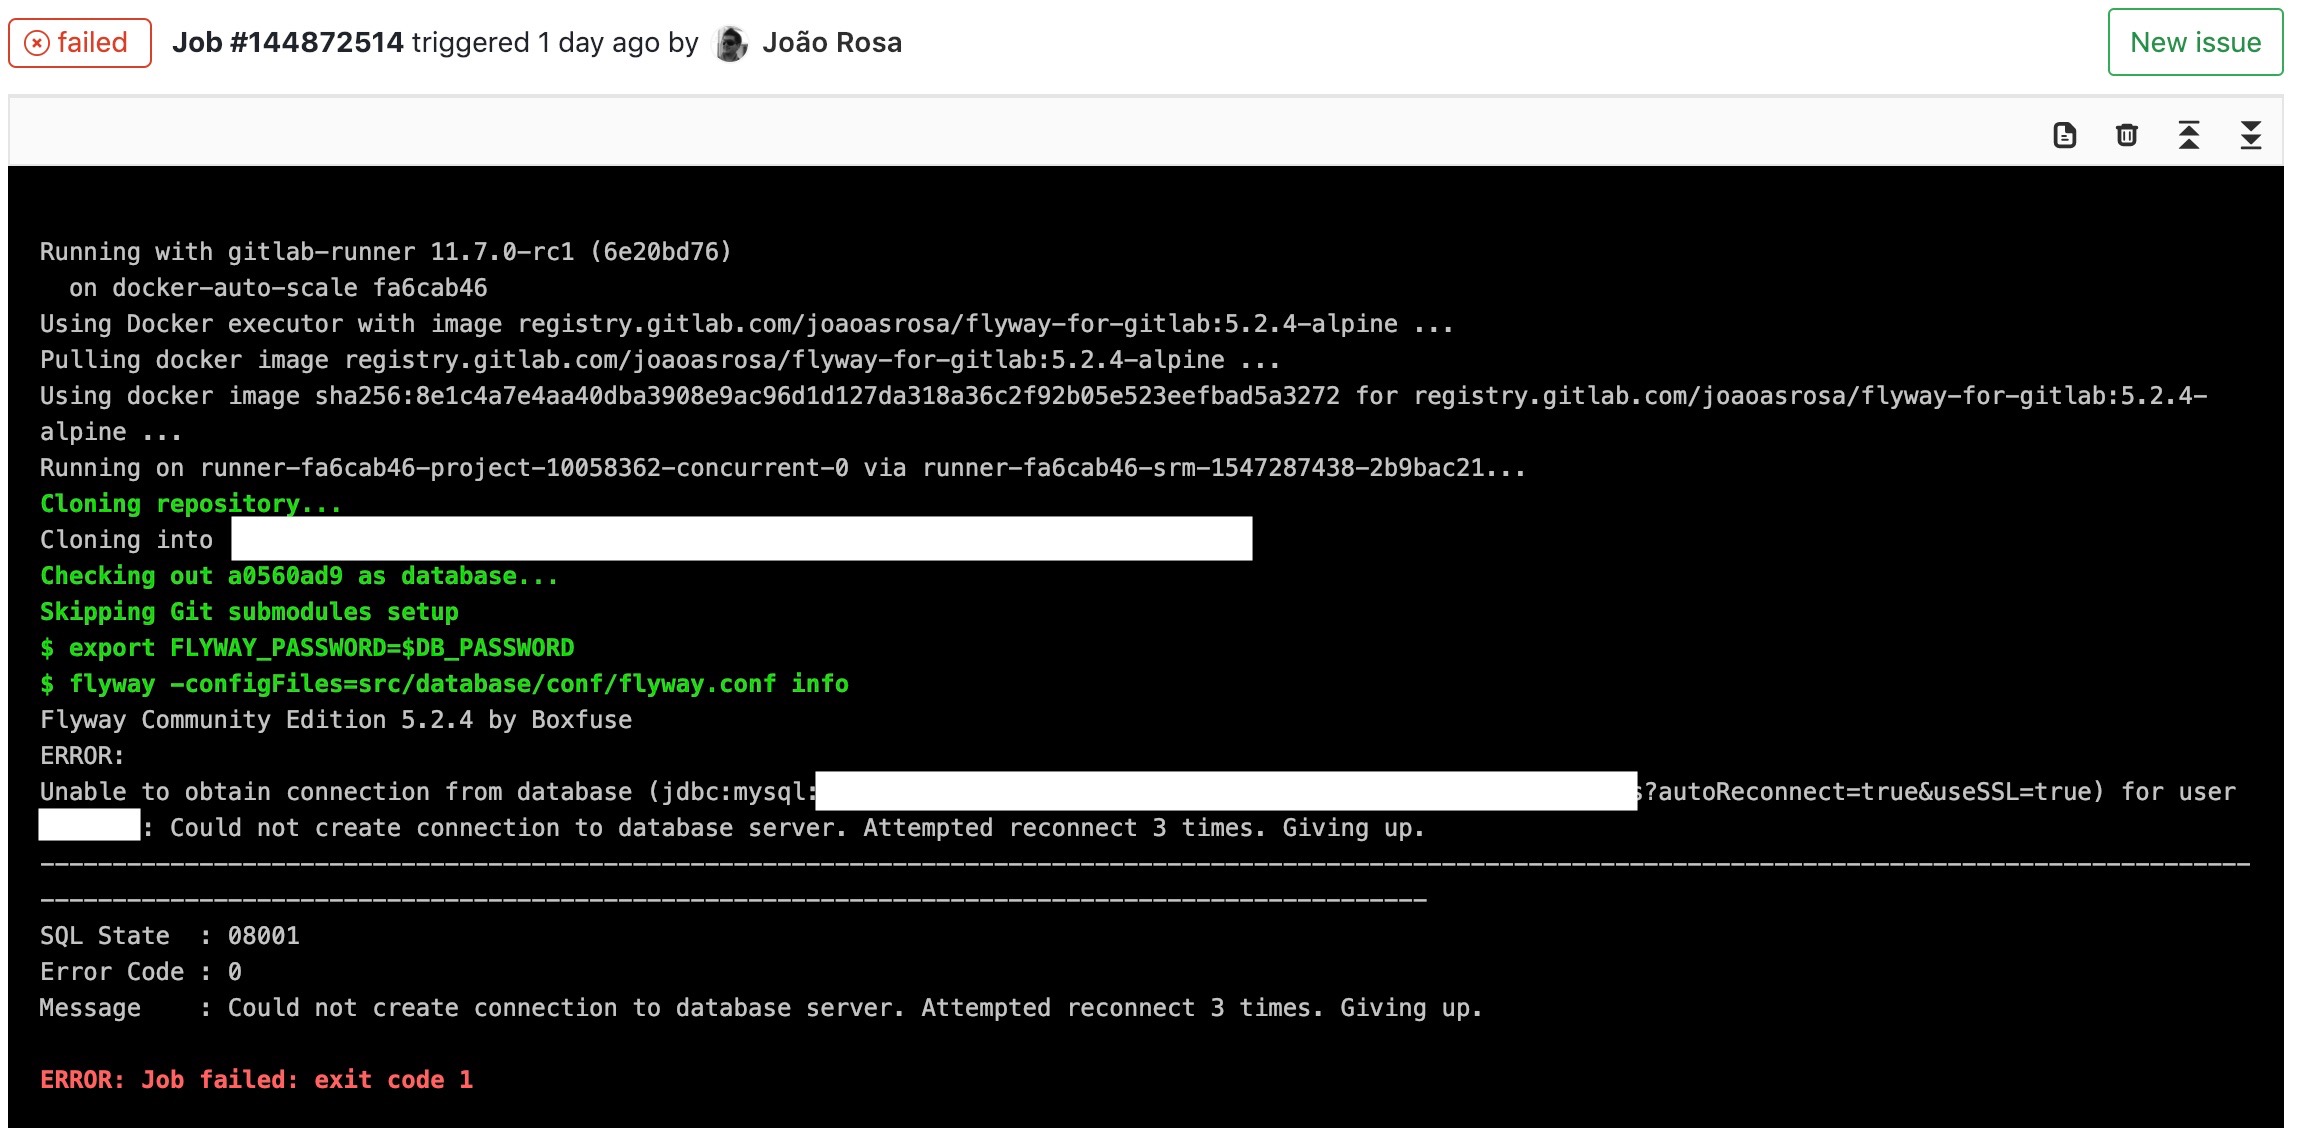 failed Job #144872514 triggered 1 day ago by João Rosa New issue
Running with gitlab-runner 11.7.0-rc1 (6e20bd76)
on docker-auto-scale fa6cab46
Using Docker executor with image registry.gitlab.com/joaoasrosa/flyway-for-gitlab:5.2.4-alpine ...
Pulling docker image registry.gitlab.com/joaoasrosa/flyway-for-gitlab:5.2.4-alpine ...
Using docker image sha256:8e1c4a7e4aa40dba3908e9ac96d1d127da318a36c2f92b05e523eefbad5a3272 for registry.gitlab.com/joaoasrosa/flyway-for-gitlab:5.2.4-
alpine ...
Running on runner-fa6cab46-project-10058362-concurrent-0 via runner-fa6cab46-srm-1547287438-2b9bac21...
Cloning repository...
Cloning into
Checking out a0560ad9 as database...
Skipping Git submodules setup
$ export FLYWAY_PASSWORD=$DB_PASSWORD
$ flyway -configFiles=src/database/conf/flyway.conf info
Flyway Community Edition 5.2.4 by Boxfuse
ERROR:
Unable to obtain connection from database (jdbc:mysql: s?autoReconnect=true&useSSL=true) for user
: Could not create connection to database server. Attempted reconnect 3 times. Giving up.
---------------------------------------------------------------------------------------------------------------------------------------------------------
------------------------------------------------------------------------------------------------
SQL State  : 08001
Error Code : 0
Message    : Could not create connection to database server. Attempted reconnect 3 times. Giving up.
ERROR: Job failed: exit code 1